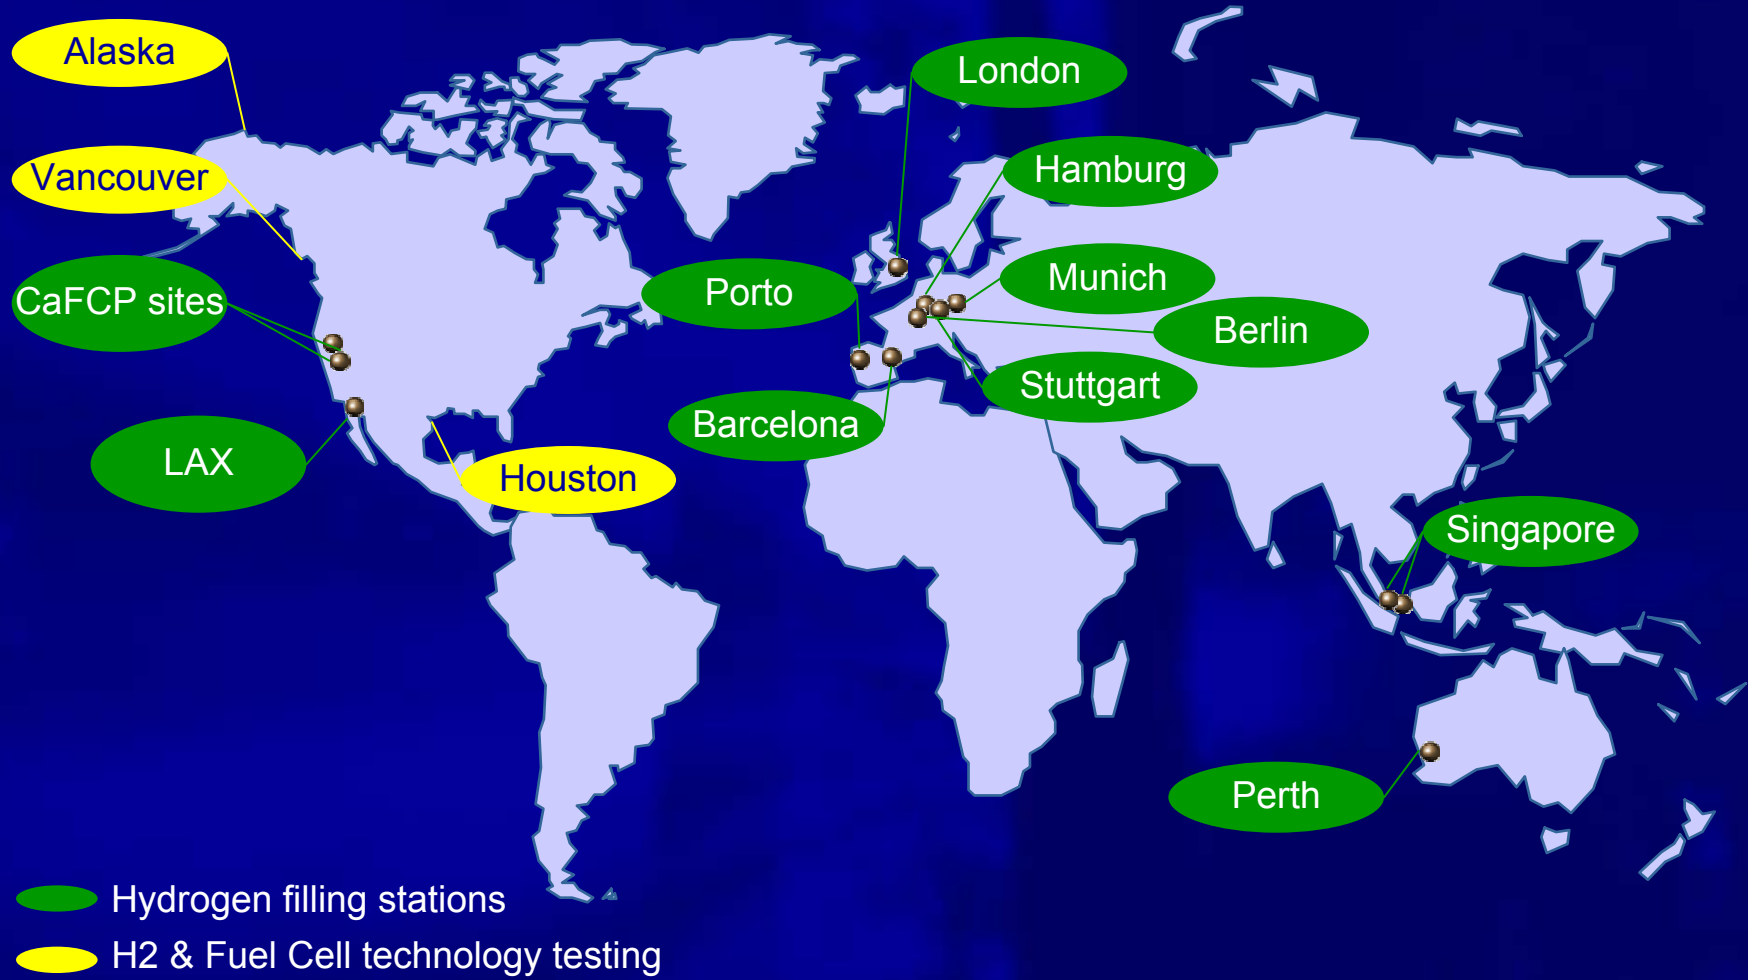 Alaska
London
Hamburg
Vancouver
Munich
Porto
CaFCP sites
Berlin
Stuttgart
Barcelona
LAX
Houston
Singapore
Perth
Hydrogen filling stations
H2 & Fuel Cell technology testing